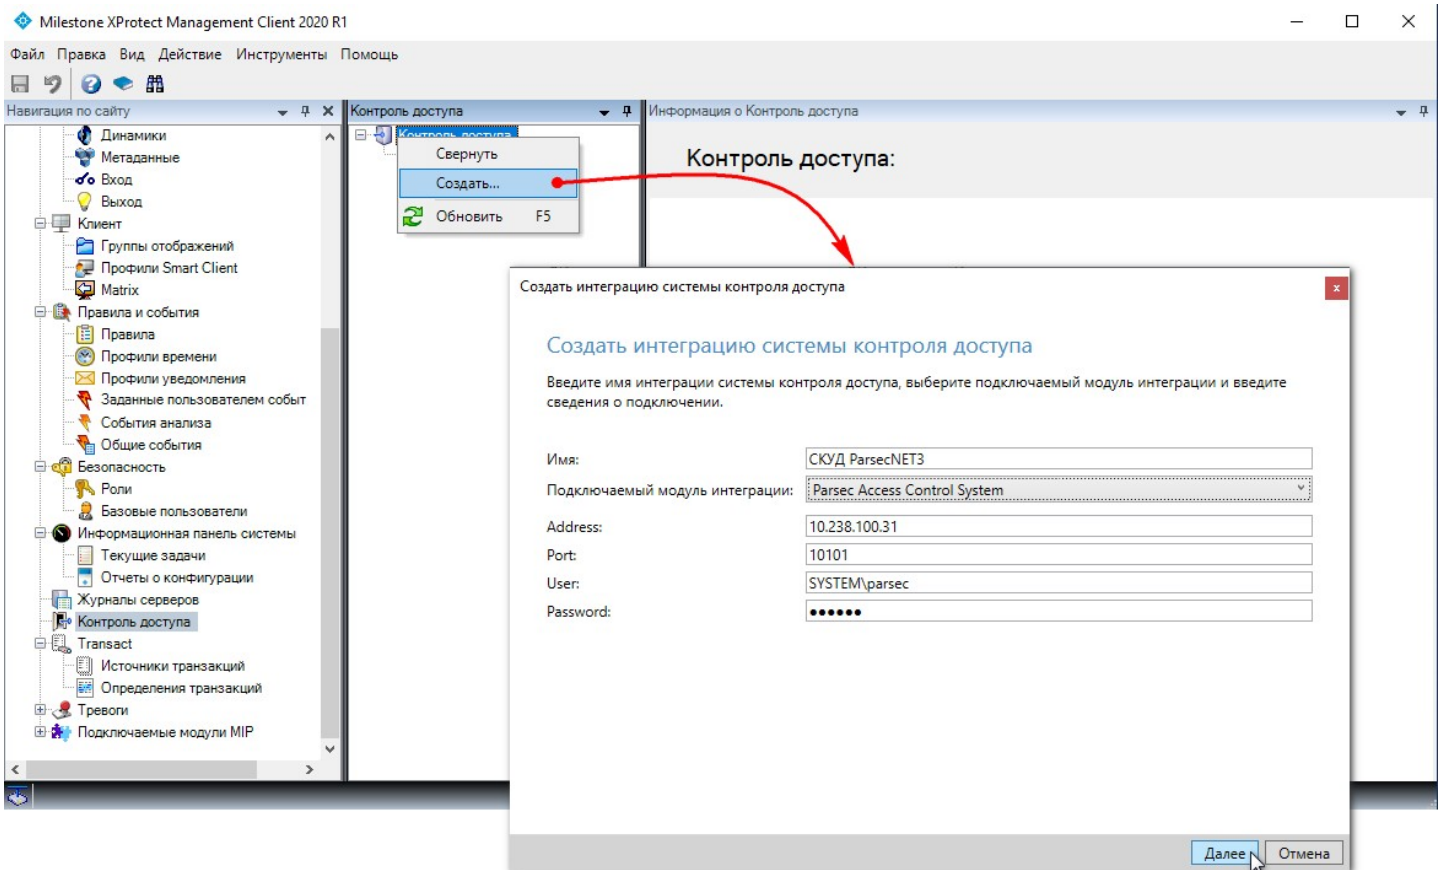 Milestone XProtect Management Client 2020 R1
Файл Правка Вид Действие Инструменты Помощь
Навигация по сайту
Динамики
Метаданные
Вход
Выход
Клиент
Группы отображений
Профили Smart Client
Matrix
Правила и события
Правила
Профили времени
Профили уведомления
Заданные пользователем событ
События анализа
Общие события
Безопасность
Роли
Базовые пользователи
Информационная панель системы
Текущие задачи
Отчеты о конфигурации
Журналы серверов
Контроль доступа
Transact
Источники транзакций
Определения транзакций
Тревоги
Подключаемые модули MIP
Контроль доступа
Контроль доступа
Свернуть
Создать...
Обновить F5
Информация о Контроль доступа
Контроль доступа:
Создать интеграцию системы контроля доступа
x
Создать интеграцию системы контроля доступа
Введите имя интеграции системы контроля доступа, выберите подключаемый модуль интеграции и введите
сведения о подключении.
Имя: СКУД ParsecNET3
Подключаемый модуль интеграции: Parsec Access Control System
Address: 10.238.100.31
Port: 10101
User: SYSTEM\parsec
Password: ●●●●●●
Далее Отмена